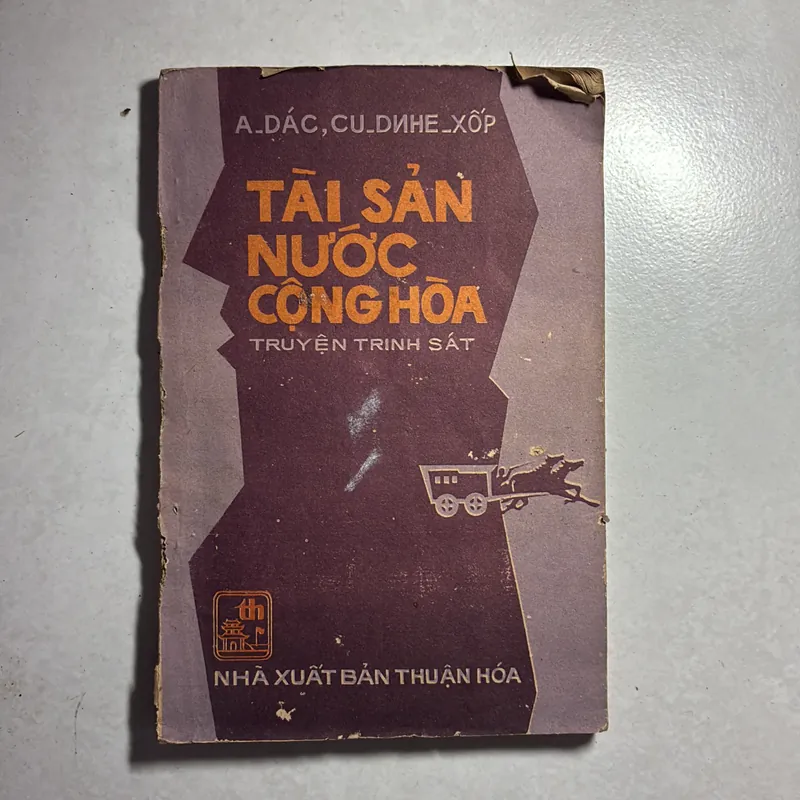 A_DÁC, CU_DNHE_XỐP
TÀI SẢN
NƯỚC
CỘNG HÒA
TRUYỆN TRINH SÁT
th
NHÀ XUẤT BẢN THUẬN HÓA